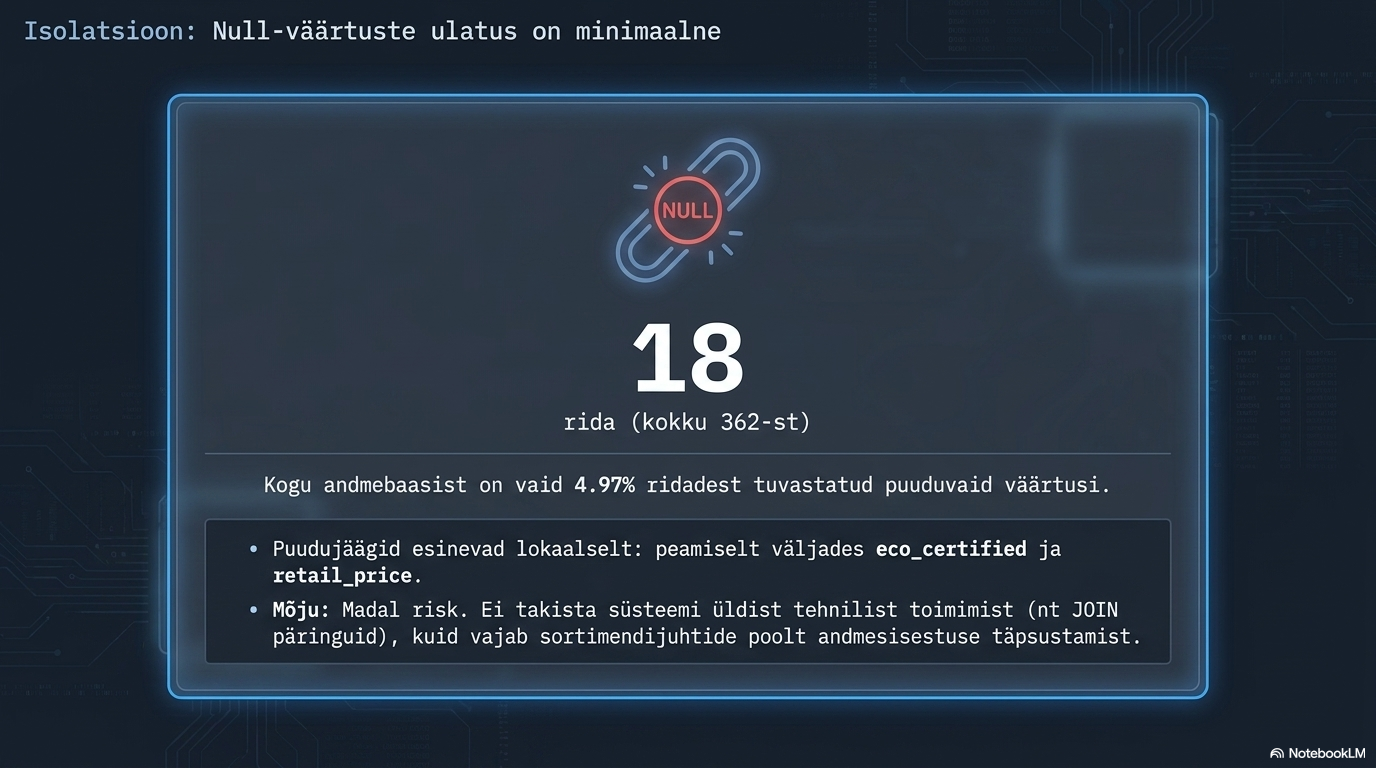 Isolatsioon: Null-väärtuste ulatus on minimaalne
NULL
18
rida (kokku 362-st)
Kogu andmebaasist on vaid 4.97% ridadest tuvastatud puuduvaid väärtusi.
• Puudujäägid esinevad lokaalselt: peamiselt väljades eco_certified ja
retail_price.
• Mõju: Madal risk. Ei takista süsteemi üldist tehnilist toimimist (nt JOIN
päringuid), kuid vajab sortimendijuhtide poolt andmesisestuse täpsustamist.
NotebookLM